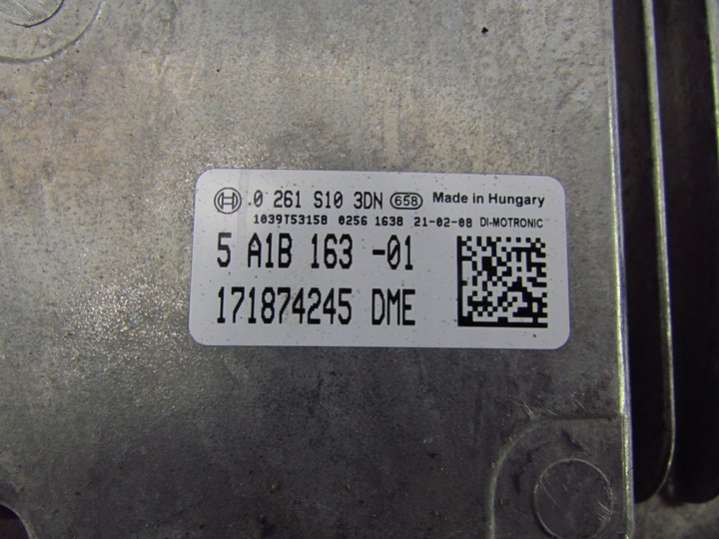 .0 261 S10 3DN 658 Made in Hungary
1039T53158 0256 1638 21-02-08 DI-MOTRONIC
5 A1B 163 -01
171874245 DME